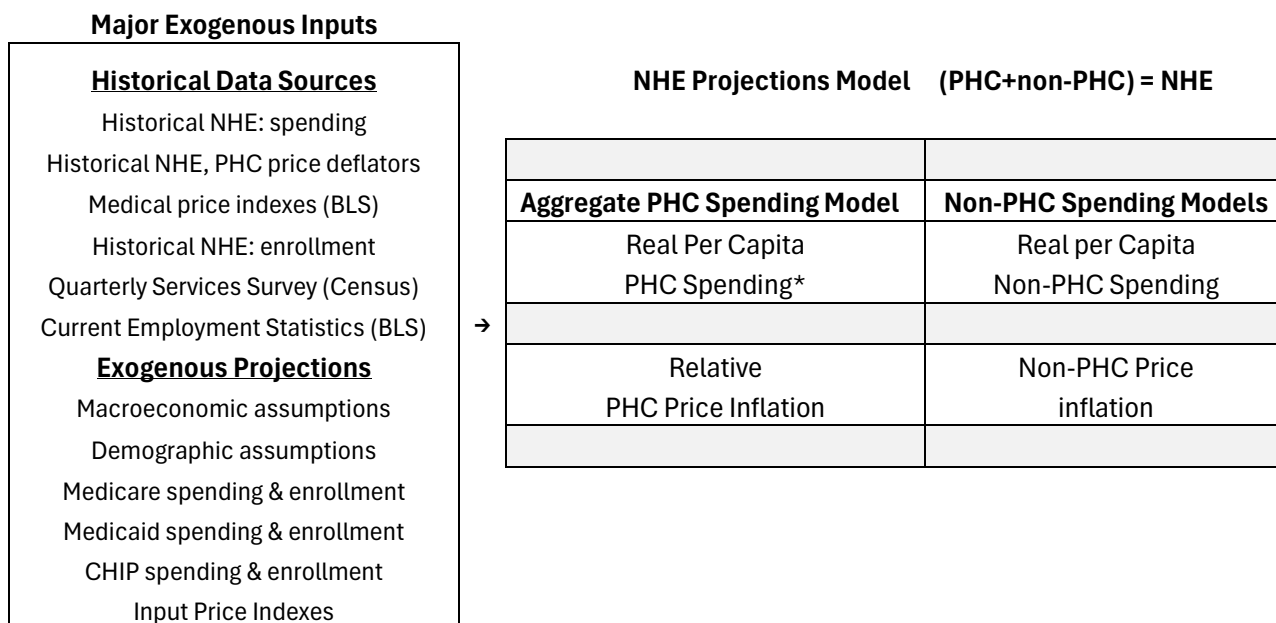 Major Exogenous Inputs
Historical Data Sources
Historical NHE: spending
Historical NHE, PHC price deflators
Medical price indexes (BLS)
Historical NHE: enrollment
Quarterly Services Survey (Census)
Current Employment Statistics (BLS)
Exogenous Projections
Macroeconomic assumptions
Demographic assumptions
Medicare spending & enrollment
Medicaid spending & enrollment
CHIP spending & enrollment
Input Price Indexes
→
NHE Projections Model (PHC+non-PHC) = NHE
Aggregate PHC Spending Model
Real Per Capita
PHC Spending*
Relative
PHC Price Inflation
Non-PHC Spending Models
Real per Capita
Non-PHC Spending
Non-PHC Price
inflation